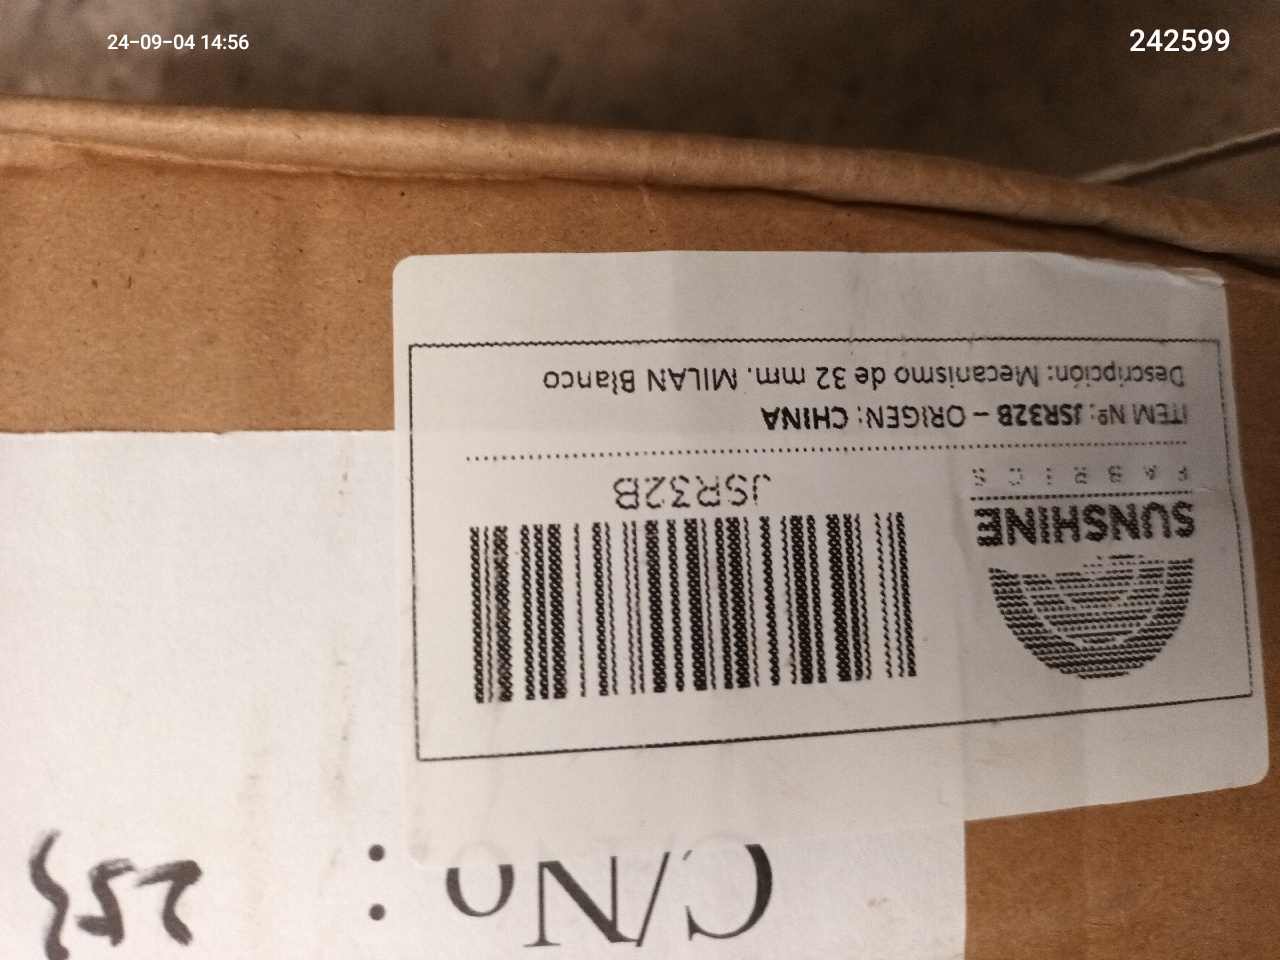 24-09-04 14:56
242599
SUNSHINE
FABRICS
JSR32B
ITEM Nº: JSR32B – ORIGEN: CHINA
Descripción: Mecanismo de 32 mm. MILAN Blanco
C/No :